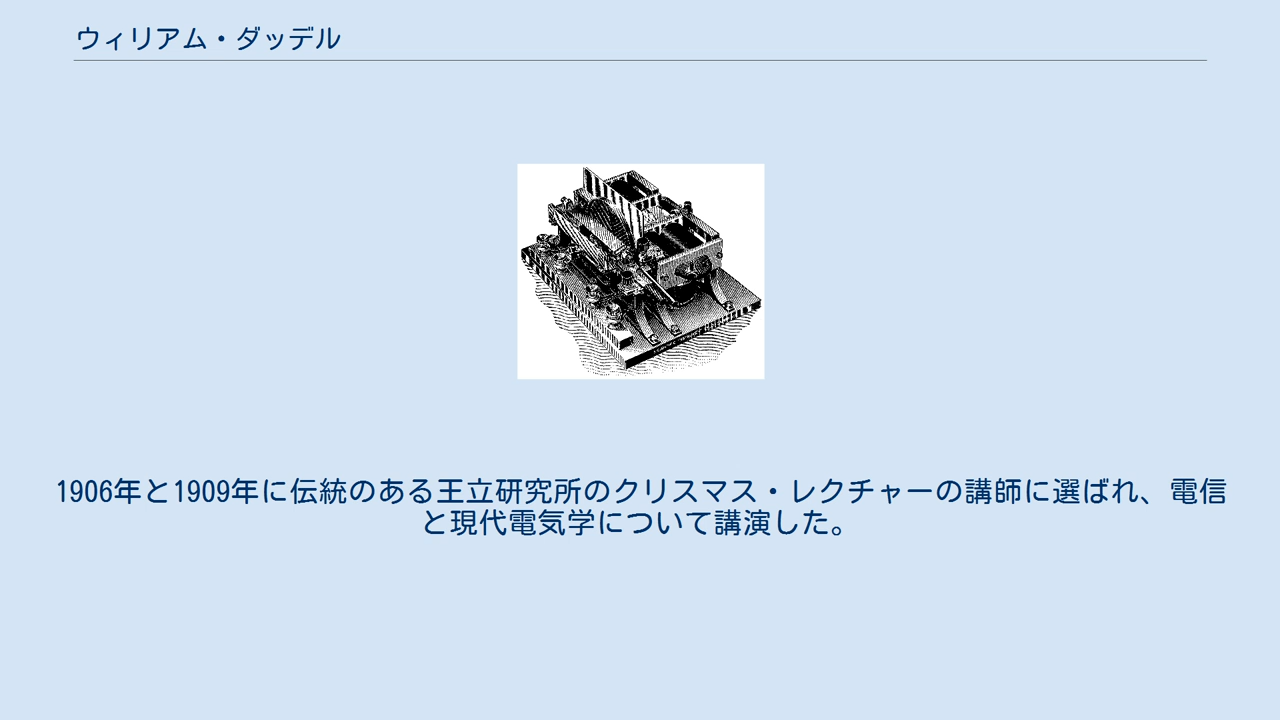 ウィリアム・ダッデル
1906年と1909年に伝統のある王立研究所のクリスマス・レクチャーの講師に選ばれ、電信
と現代電気学について講演した。